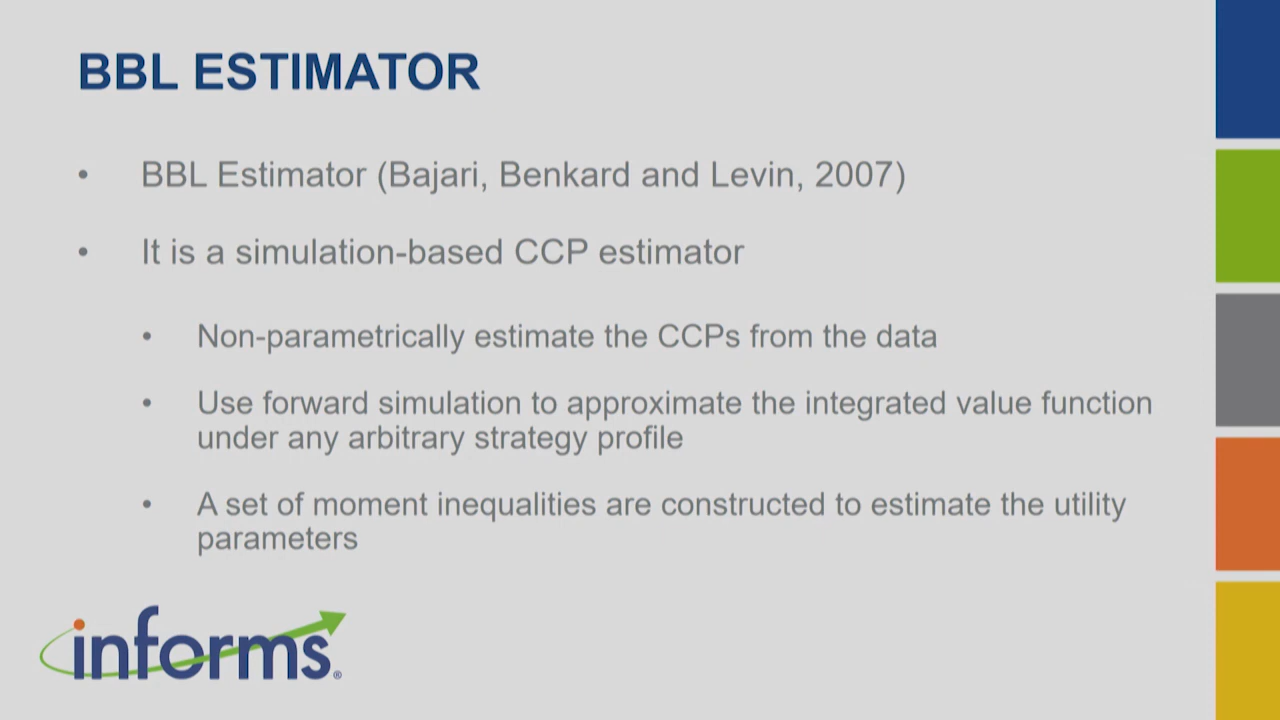 BBL ESTIMATOR
• BBL Estimator (Bajari, Benkard and Levin, 2007)
• It is a simulation-based CCP estimator
• Non-parametrically estimate the CCPs from the data
• Use forward simulation to approximate the integrated value function
under any arbitrary strategy profile
• A set of moment inequalities are constructed to estimate the utility
parameters
informs®